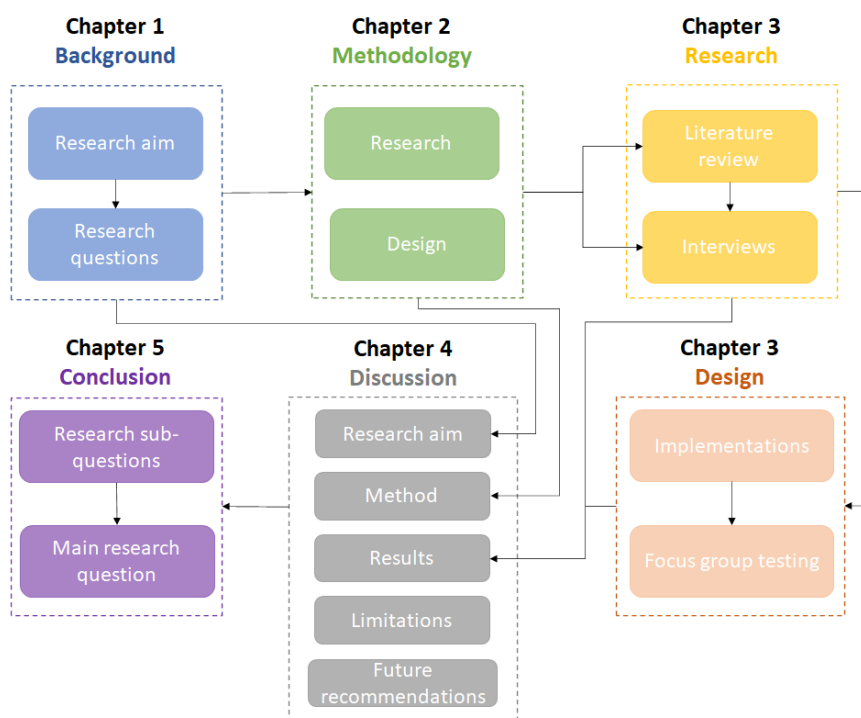 Chapter 1
Background
Research aim
Research
questions
Chapter 2
Methodology
Research
Design
Chapter 3
Research
Literature
review
Interviews
Chapter 5
Conclusion
Research sub-
questions
Main research
question
Chapter 4
Discussion
Research aim
Method
Results
Limitations
Future
recommendations
Chapter 3
Design
Implementations
Focus group testing